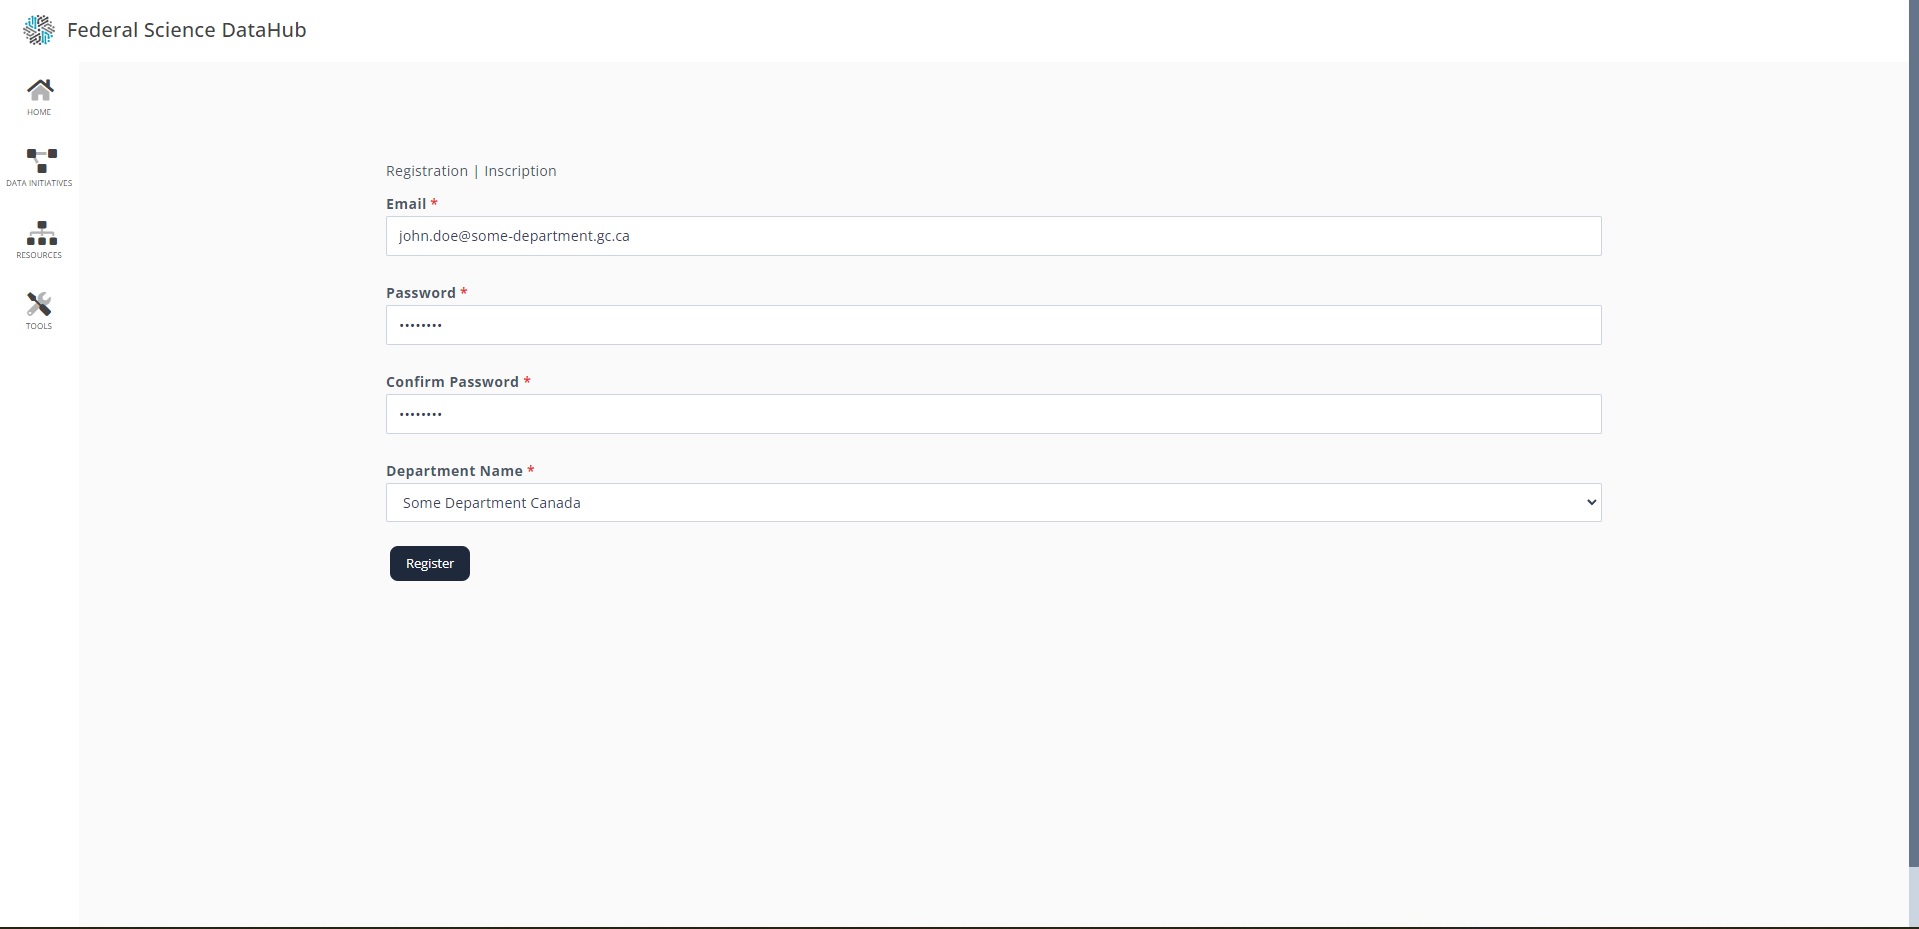 Federal Science DataHub
HOME
DATA INITIATIVES
RESOURCES
TOOLS
Registration | Inscription
Email *
john.doe@some-department.gc.ca
Password *
••••••••
Confirm Password *
••••••••
Department Name *
Some Department Canada
Register